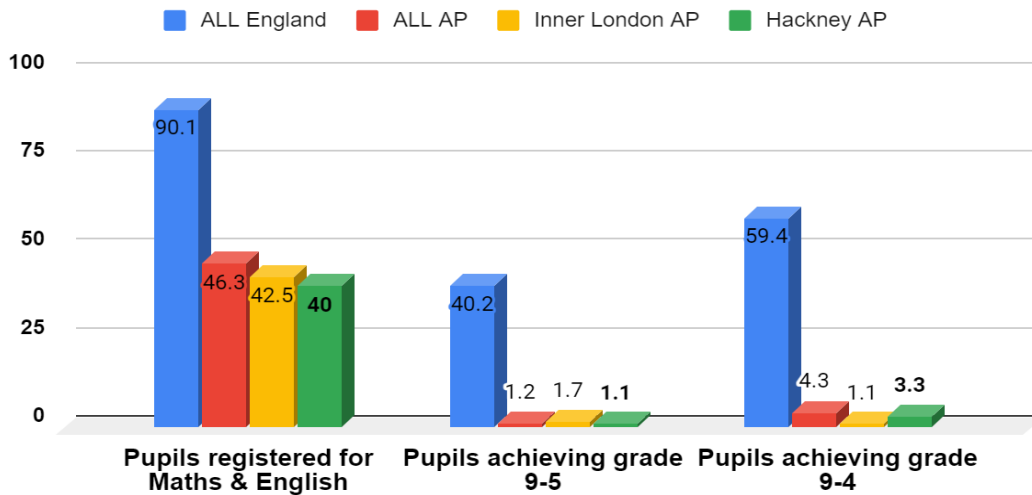 ALL England
ALL AP
Inner London AP
Hackney AP
100
75
50
25
0
90.1
46.3
42.5
40
40.2
1.2
1.7
1.1
59.4
4.3
1.1
3.3
Pupils registered for
Maths & English
Pupils achieving grade
9-5
Pupils achieving grade
9-4